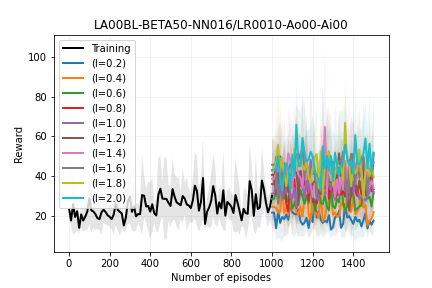 LA00BL-BETA50-NN016/LR0010-Ao00-Ai00
Reward
100
80
60
40
20
Training
(l=0.2)
(l=0.4)
(l=0.6)
(l=0.8)
(l=1.0)
(l=1.2)
(l=1.4)
(l=1.6)
(l=1.8)
(l=2.0)
0 200 400 600 800 1000 1200 1400
Number of episodes